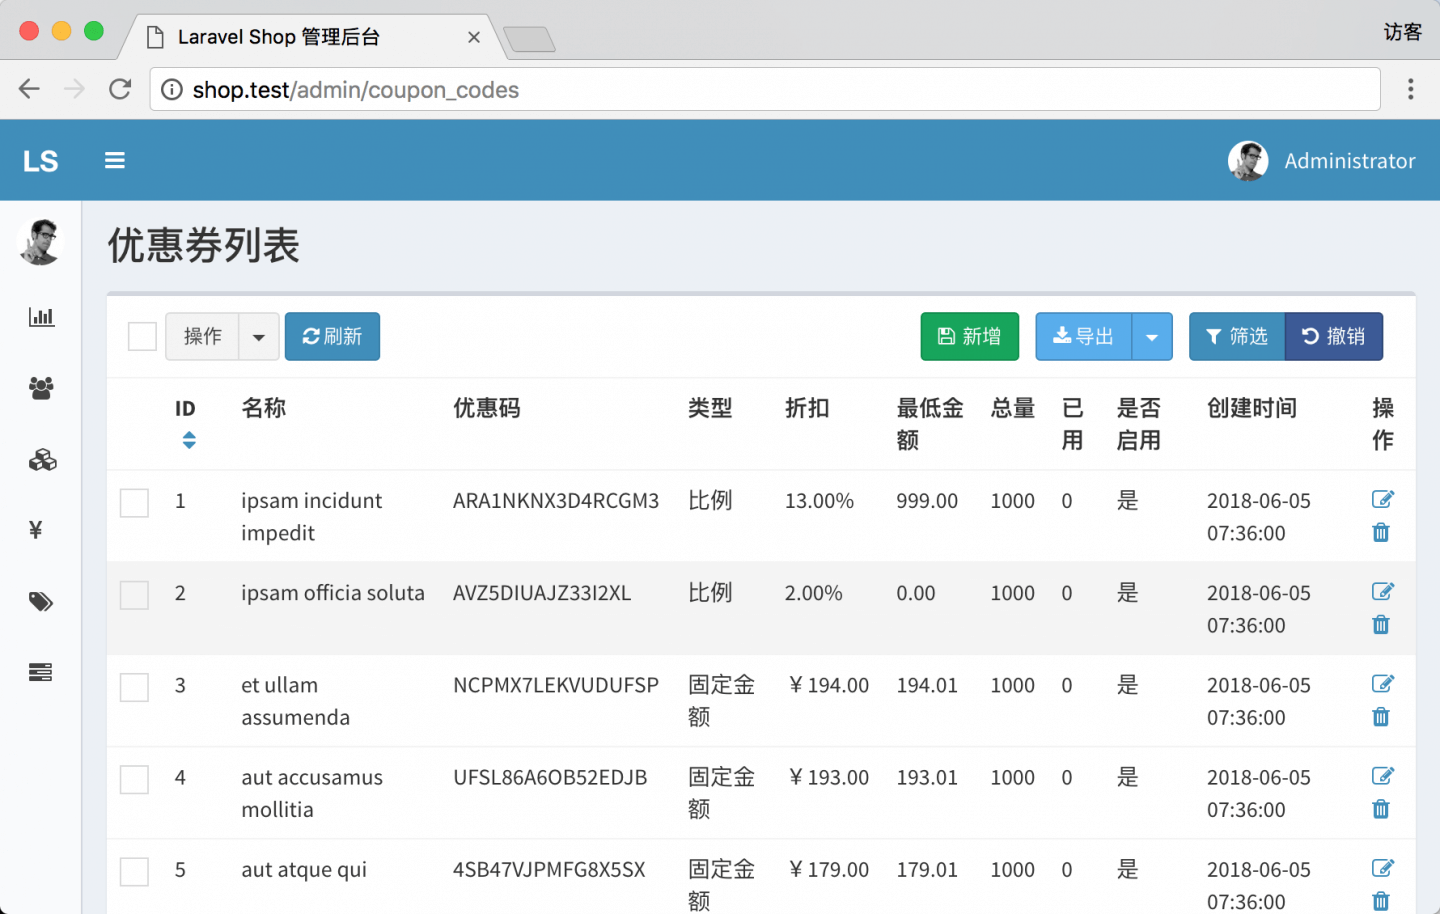 Laravel Shop 管理后台
访客
shop.test/admin/coupon_codes
LS
Administrator
优惠券列表
操作 刷新 新增 导出 筛选 撤销
ID 名称 优惠码 类型 折扣 最低金 总量 已 是否 创建时间 操
额 用 启用 作
1 ipsam incidunt ARA1NKNX3D4RCGM3 比例 13.00% 999.00 1000 0 是 2018-06-05
impedit 07:36:00
2 ipsam officia soluta AVZ5DIUAJZ33I2XL 比例 2.00% 0.00 1000 0 是 2018-06-05
07:36:00
3 et ullam NCPMX7LEKVUDUFSP 固定金 ￥194.00 194.01 1000 0 是 2018-06-05
assumenda 额 07:36:00
4 aut accusamus UFSL86A6OB52EDJB 固定金 ￥193.00 193.01 1000 0 是 2018-06-05
mollitia 额 07:36:00
5 aut atque qui 4SB47VJPMFG8X5SX 固定金 ￥179.00 179.01 1000 0 是 2018-06-05
额 07:36:00